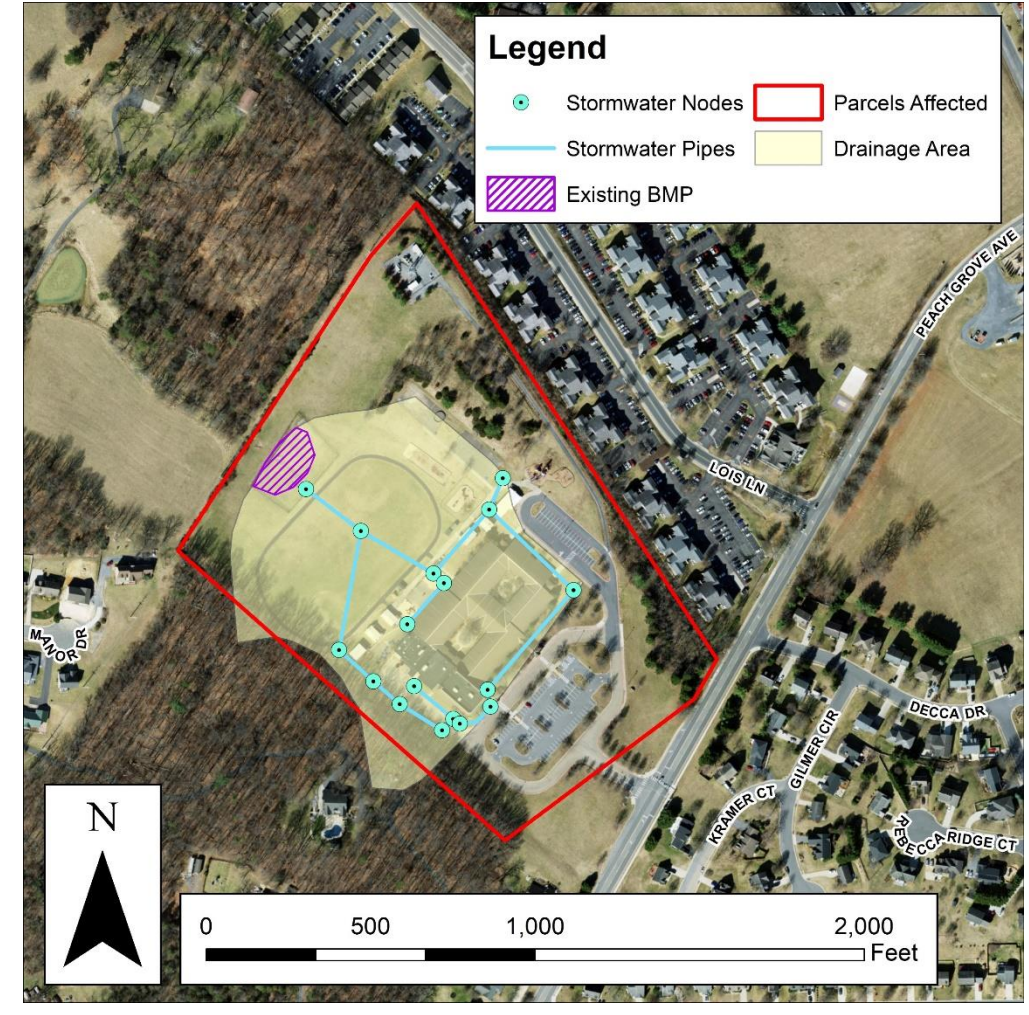 Legend
Stormwater Nodes
Parcels Affected
Stormwater Pipes
Drainage Area
Existing BMP
PEACH GROVE AVE
LOIS LN
MANOR DR
DECCA DR
GILMER CIR
KRAMER CT
REBECCA RIDGE CT
N
0 500 1,000 2,000
Feet